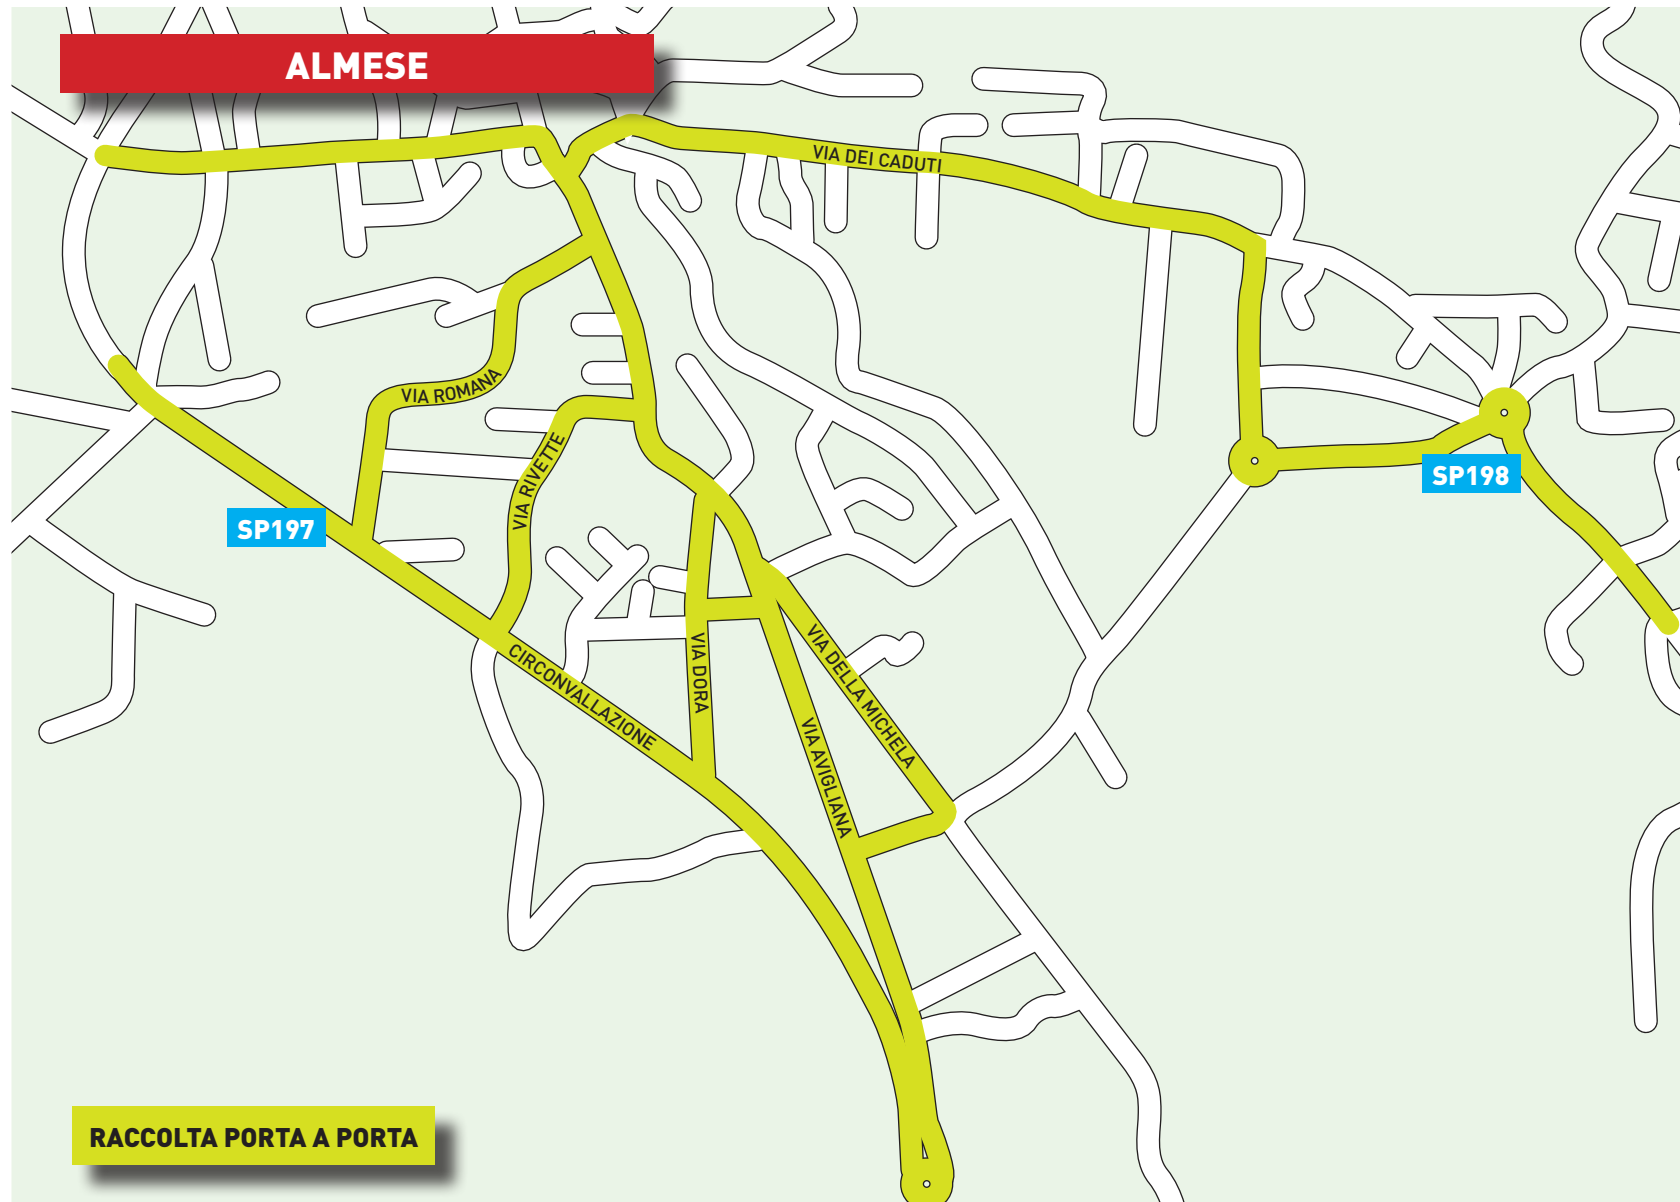 ALMESE
VIA DEI CADUTI
VIA ROMANA
VIA RIVETTE
SP198
SP197
CIRCONVALLAZIONE
VIA DORA
VIA DELLA MICHELA
VIA AVIGLIANA
RACCOLTA PORTA A PORTA